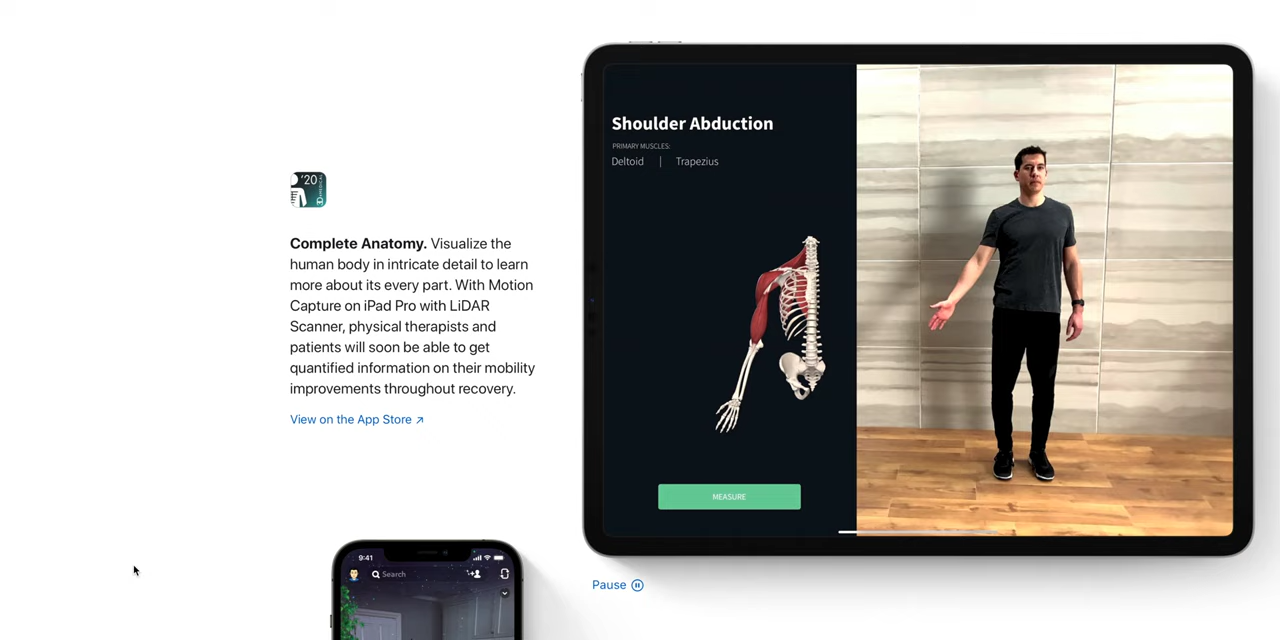 Shoulder Abduction
PRIMARY MUSCLES:
Deltoid | Trapezius
'20
Complete Anatomy. Visualize the
human body in intricate detail to learn
more about its every part. With Motion
Capture on iPad Pro with LiDAR
Scanner, physical therapists and
patients will soon be able to get
quantified information on their mobility
improvements throughout recovery.
View on the App Store ↗
MEASURE
Pause
9:41
Search